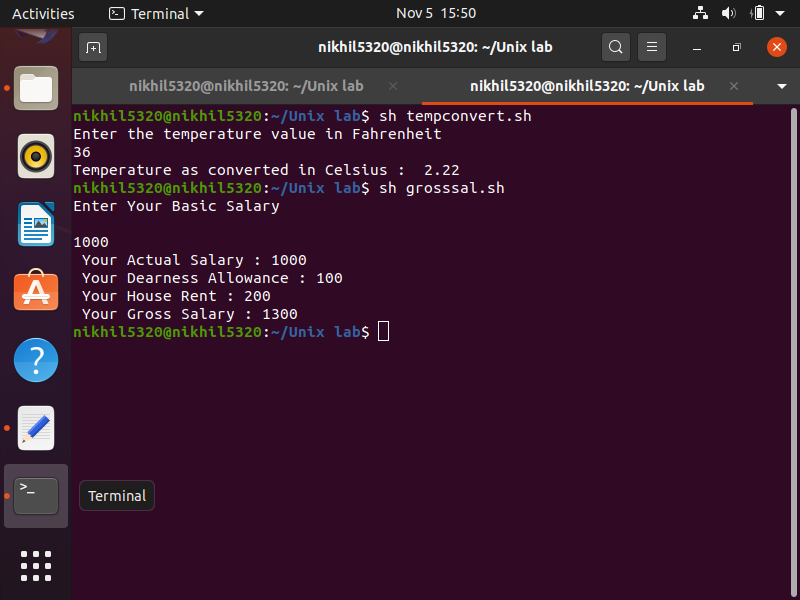 Activities
Terminal
Nov 5 15:50
nikhil5320@nikhil5320: ~/Unix lab
nikhil5320@nikhil5320: ~/Unix lab
nikhil5320@nikhil5320: ~/Unix lab
nikhil5320@nikhil5320:~/Unix lab$ sh tempconvert.sh
Enter the temperature value in Fahrenheit
36
Temperature as converted in Celsius :  2.22
nikhil5320@nikhil5320:~/Unix lab$ sh grosssal.sh
Enter Your Basic Salary
1000
Your Actual Salary : 1000
Your Dearness Allowance : 100
Your House Rent : 200
Your Gross Salary : 1300
nikhil5320@nikhil5320:~/Unix lab$
Terminal